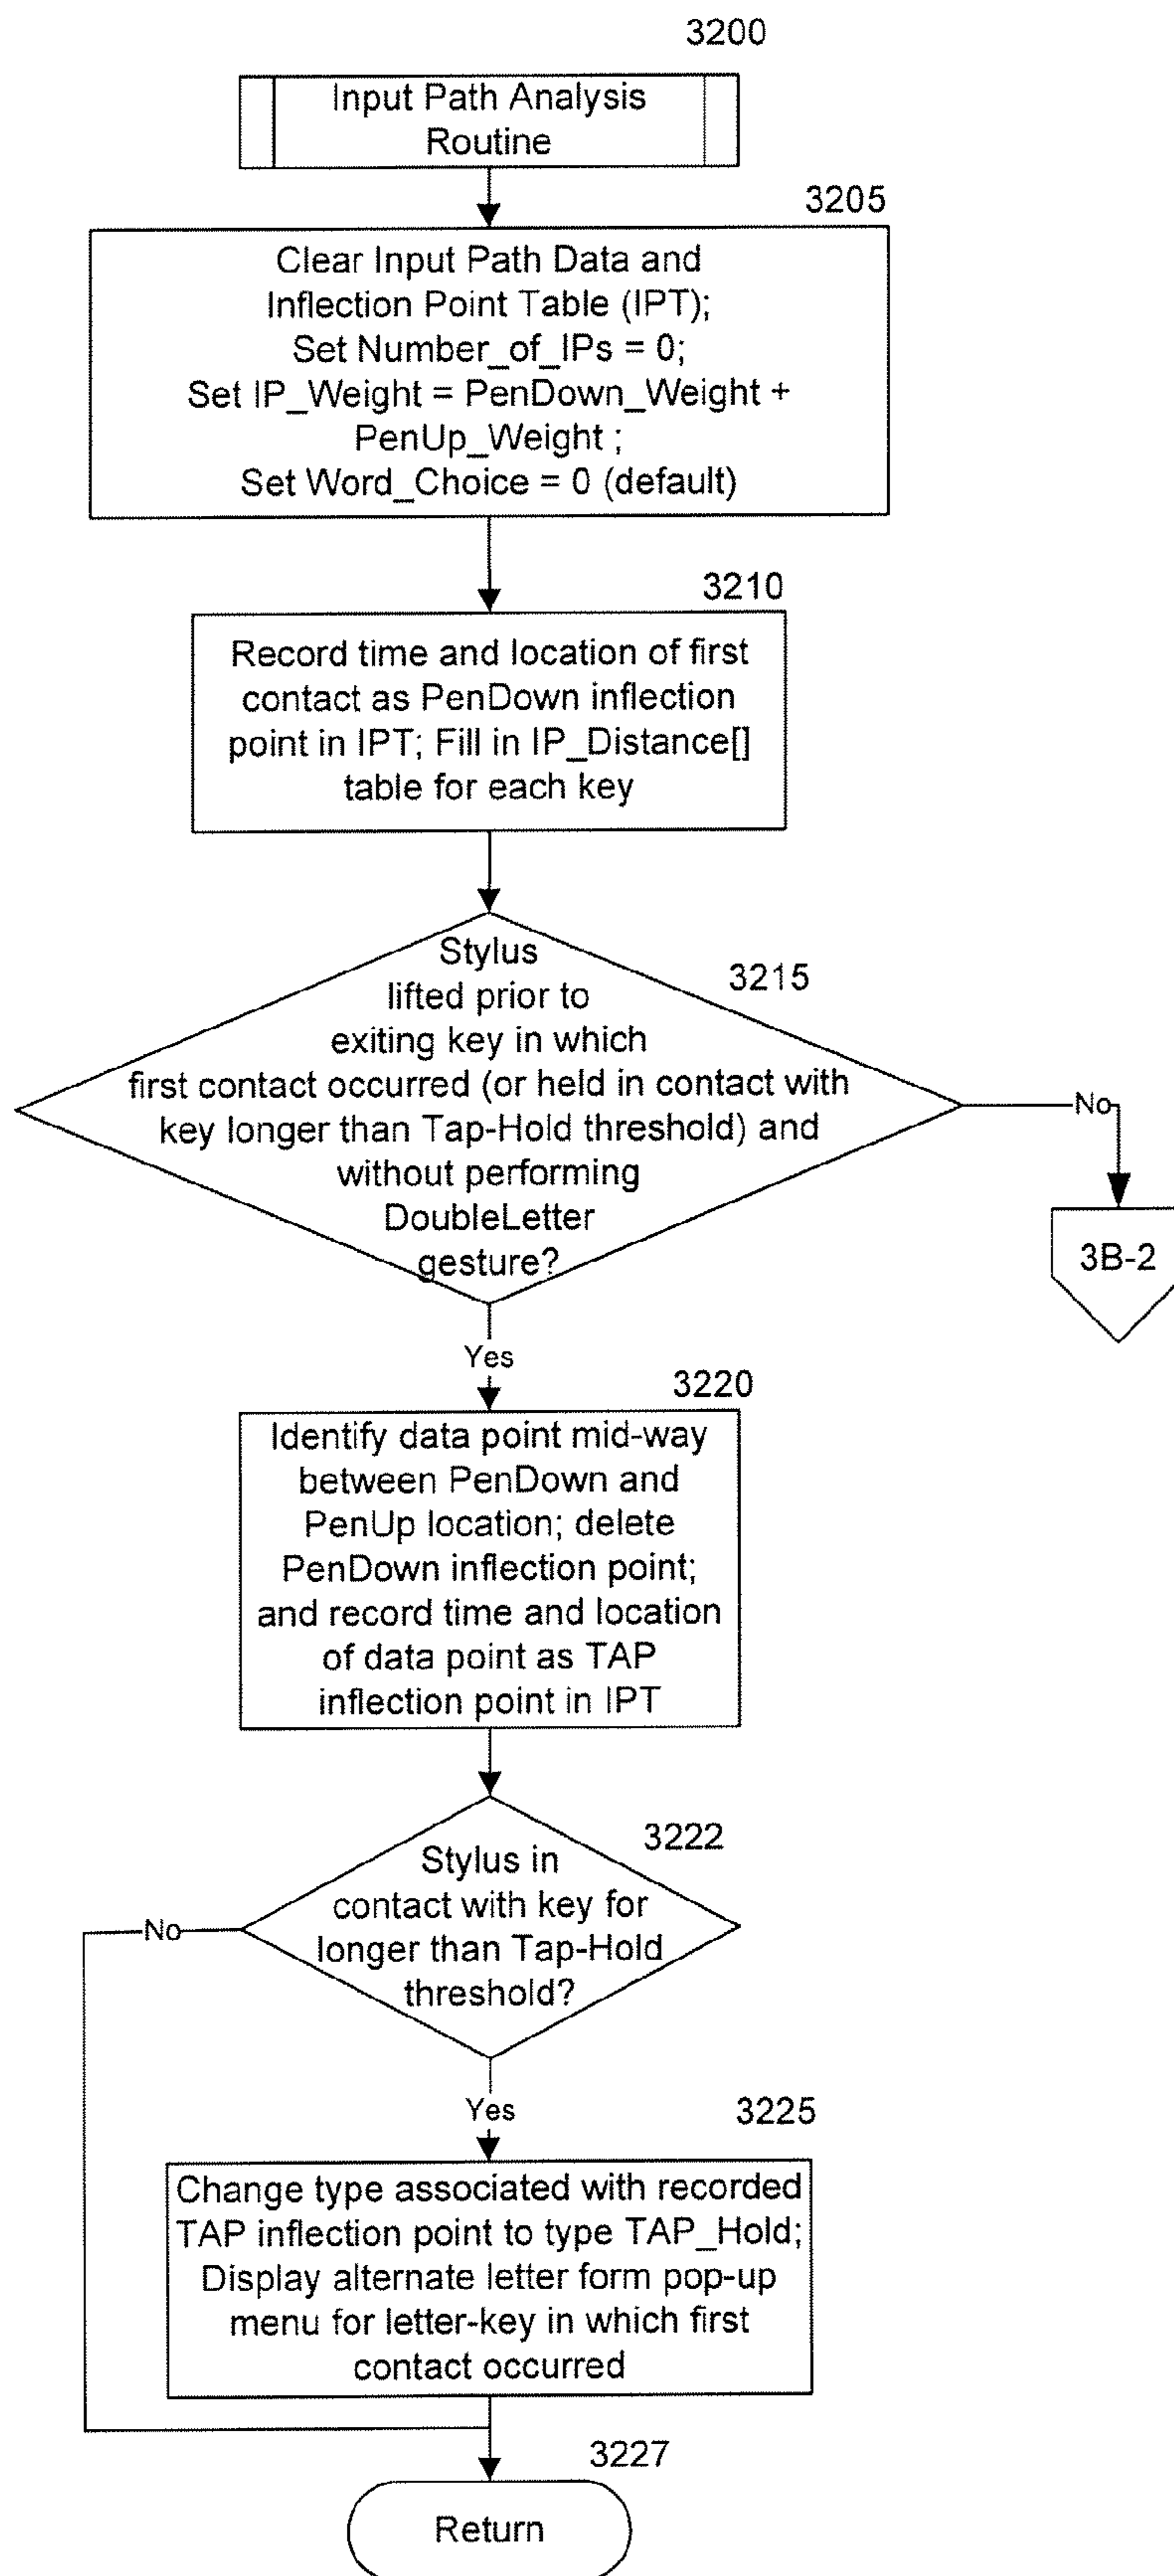 3200
Input Path Analysis
Routine
3205
Clear Input Path Data and
Inflection Point Table (IPT);
Set Number_of_IPs = 0;
Set IP_Weight = PenDown_Weight +
PenUp_Weight ;
Set Word_Choice = 0 (default)
3210
Record time and location of first
contact as PenDown inflection
point in IPT; Fill in IP_Distance[]
table for each key
3215
Stylus
lifted prior to
exiting key in which
first contact occurred (or held in contact with
key longer than Tap-Hold threshold) and
without performing
DoubleLetter
gesture?
No
3B-2
Yes
3220
Identify data point mid-way
between PenDown and
PenUp location; delete
PenDown inflection point;
and record time and location
of data point as TAP
inflection point in IPT
3222
Stylus in
contact with key for
longer than Tap-Hold
threshold?
No
Yes
3225
Change type associated with recorded
TAP inflection point to type TAP_Hold;
Display alternate letter form pop-up
menu for letter-key in which first
contact occurred
3227
Return